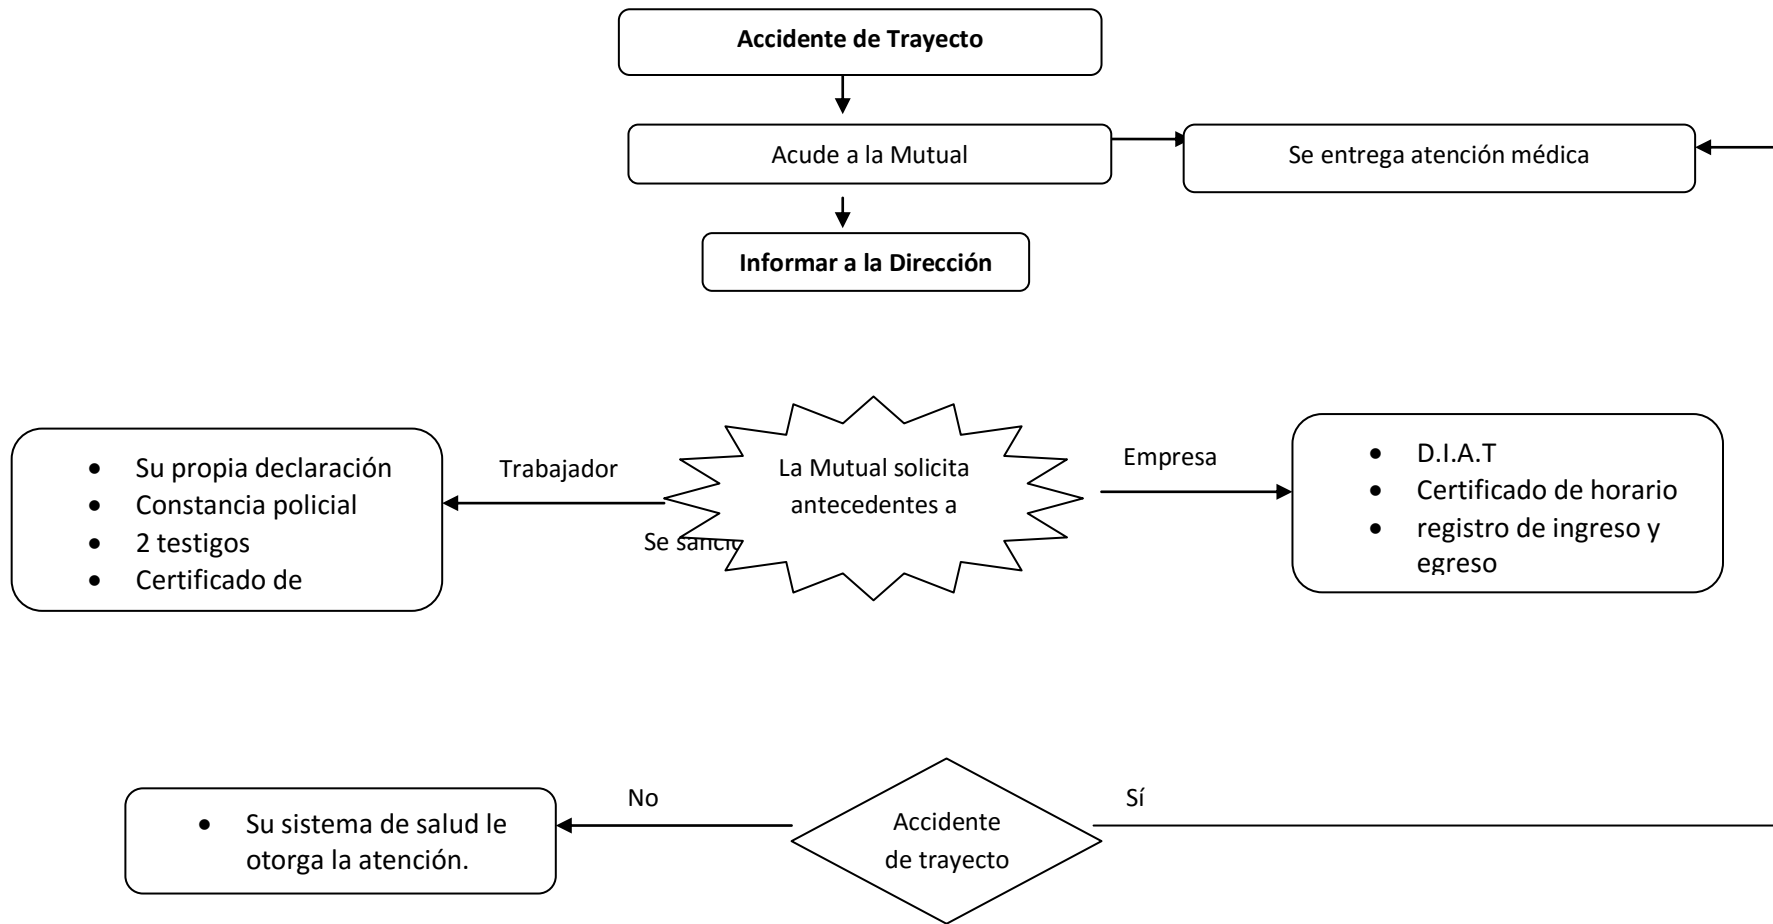 Accidente de Trayecto
Acude a la Mutual
Se entrega atención médica
Informar a la Dirección
• Su propia declaración
• Constancia policial
• 2 testigos
• Certificado de
Trabajador
Se
La Mutual solicita
antecedentes a
Empresa
• D.I.A.T
• Certificado de horario
• registro de ingreso y
egreso
• Su sistema de salud le
otorga la atención.
No
Accidente
de trayecto
Sí